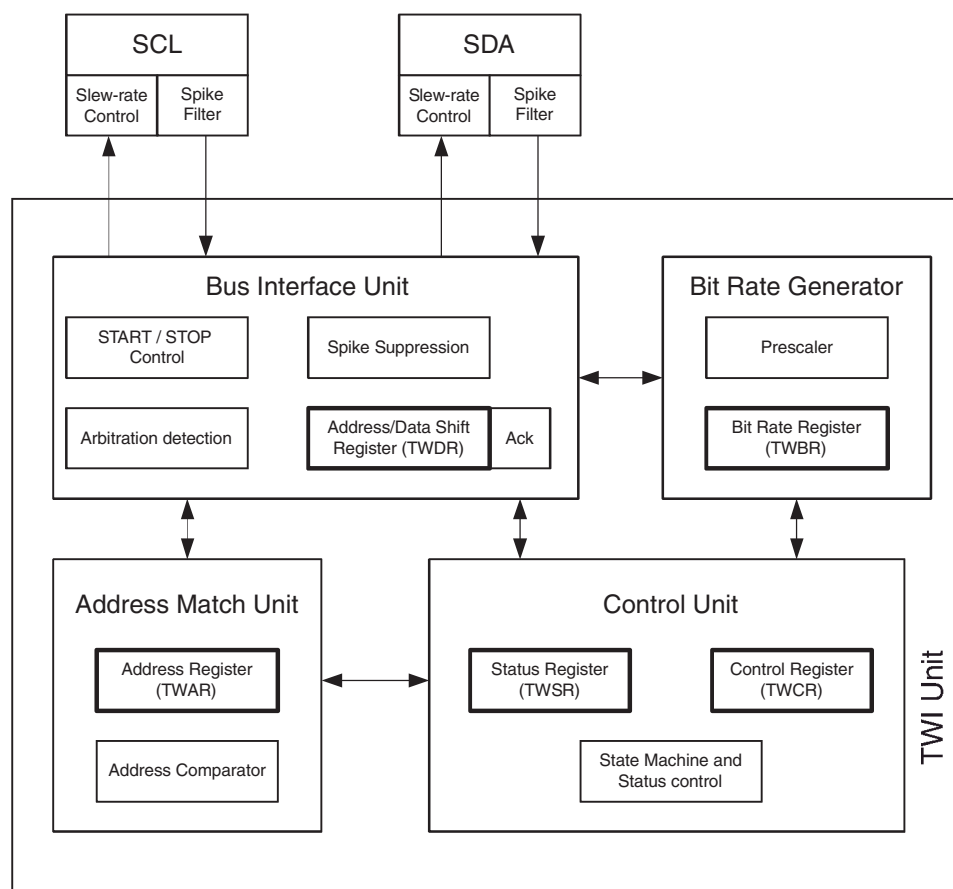 SCL
SDA
Slew-rate
Control
Spike
Filter
Slew-rate
Control
Spike
Filter
Bus Interface Unit
START / STOP
Control
Spike Suppression
Arbitration detection
Address/Data Shift
Register (TWDR)
Ack
Bit Rate Generator
Prescaler
Bit Rate Register
(TWBR)
Address Match Unit
Address Register
(TWAR)
Address Comparator
Control Unit
Status Register
(TWSR)
Control Register
(TWCR)
State Machine and
Status control
TWI Unit